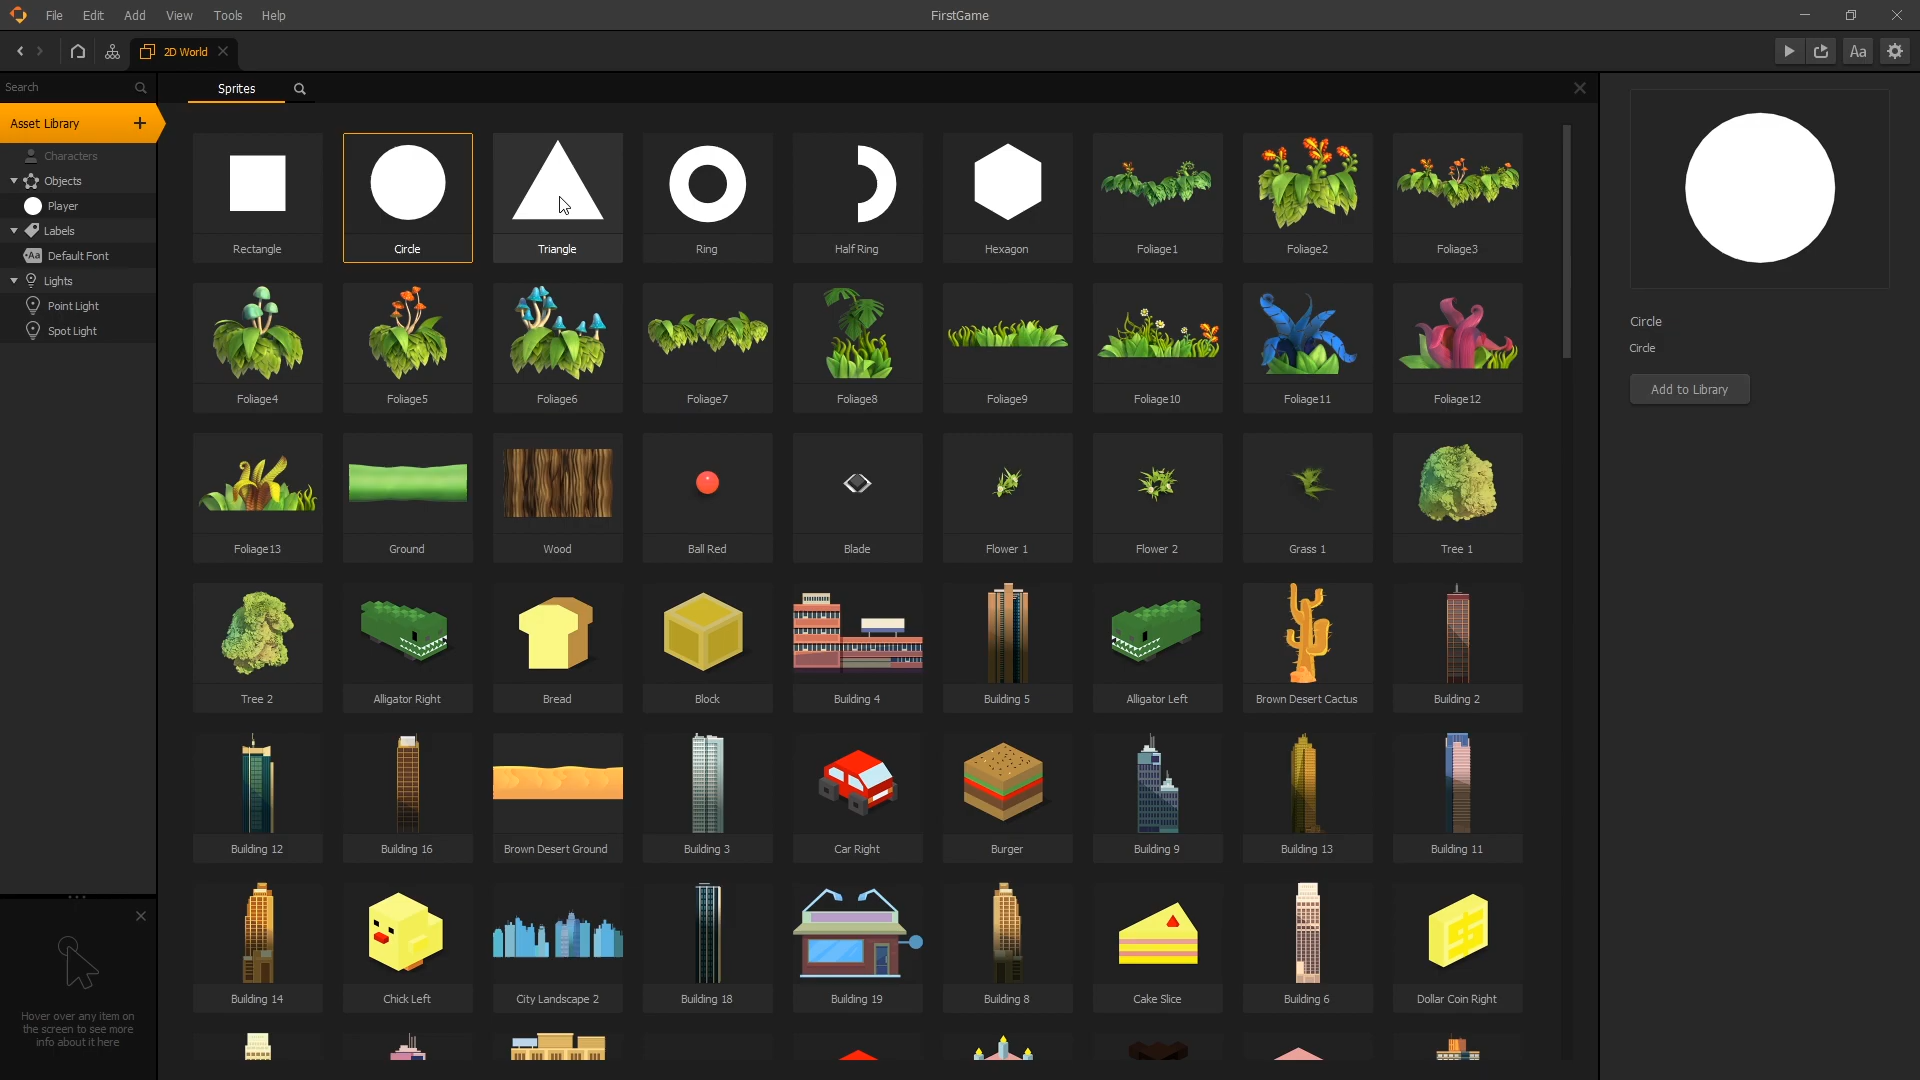 File Edit Add View Tools Help
FirstGame
2D World
Aa
Search
Sprites
Asset Library
Characters
Objects
Player
Labels
Aa Default Font
Lights
Point Light
Spot Light
Rectangle Circle Triangle Ring Half Ring Hexagon Foliage1 Foliage2 Foliage3
Foliage4 Foliage5 Foliage6 Foliage7 Foliage8 Foliage9 Foliage10 Foliage11 Foliage12
Foliage13 Ground Wood Ball Red Blade Flower 1 Flower 2 Grass 1 Tree 1
Tree 2 Alligator Right Bread Block Building 4 Building 5 Alligator Left Brown Desert Cactus Building 2
Building 12 Building 16 Brown Desert Ground Building 3 Car Right Burger Building 9 Building 13 Building 11
Building 14 Chick Left City Landscape 2 Building 18 Building 19 Building 8 Cake Slice Building 6 Dollar Coin Right
Circle
Circle
Add to Library
Hover over any item on
the screen to see more
info about it here